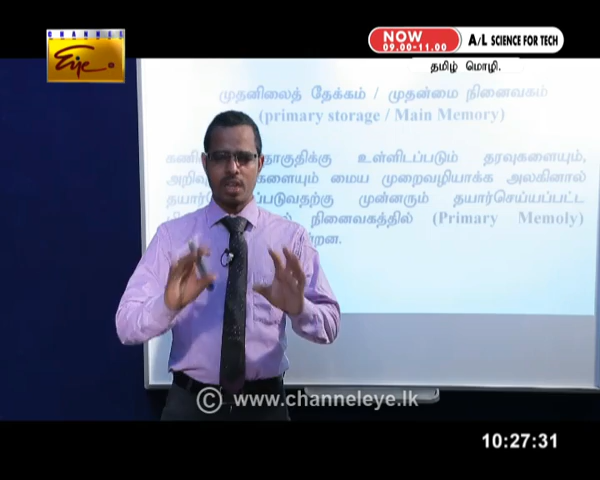 CHANNEL
Eye
NOW
09.00-11.00
A/L SCIENCE FOR TECH
தமிழ் மொழி.
முதனிலைத் தேக்கம் / முதன்மை நினைவகம்
(primary storage / Main Memory)
உள்ளிடப்படும் தரவுகளையும்,
மைய முறைவழியாக்க அலகினால்
முன்னரும் தயார்செய்யப்பட்ட
நினைவகத்தில் (Primary Memoly)
© www.channeleye.lk
10:27:31